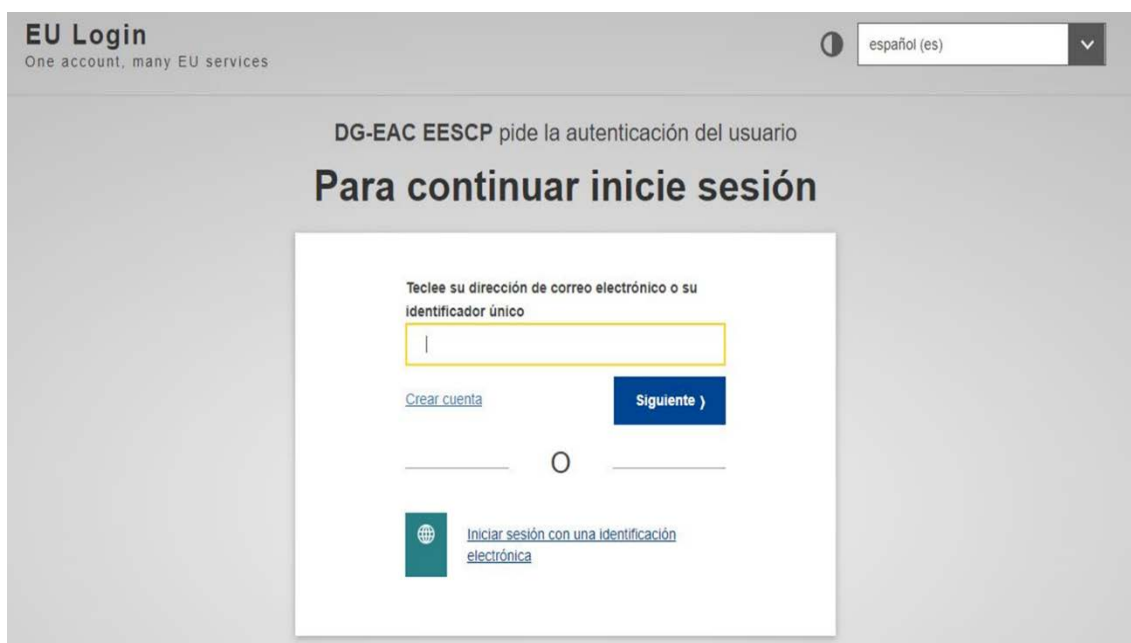 EU Login
One account, many EU services
español (es)
DG-EAC EESCP pide la autenticación del usuario
Para continuar inicie sesión
Teclee su dirección de correo electrónico o su
identificador único
Crear cuenta
Siguiente ❭
O
Iniciar sesión con una identificación
electrónica